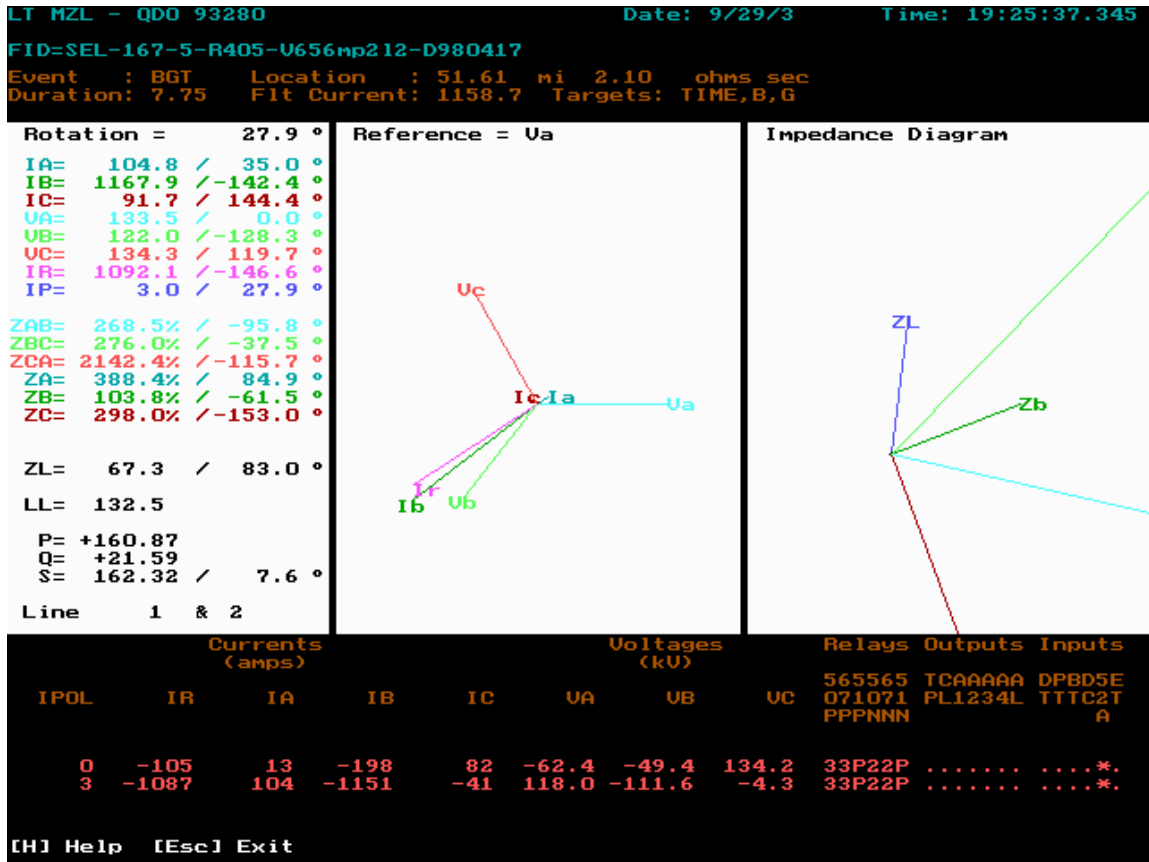 LT MZL - QDO 93280 Date: 9/29/3 Time: 19:25:37.345
FID=SEL-167-5-R405-V656mp2l2-D980417
Event : BGT Location : 51.61 mi 2.10 ohms sec
Duration: 7.75 Flt Current: 1158.7 Targets: TIME,B,G
Rotation = 27.9 º
IA= 104.8 / 35.0 º
IB= 1167.9 /-142.4 º
IC= 91.7 / 144.4 º
VA= 133.5 / 0.0 º
VB= 122.0 /-128.3 º
VC= 134.3 / 119.7 º
IR= 1092.1 /-146.6 º
IP= 3.0 / 27.9 º
ZAB= 268.5% / -95.8 º
ZBC= 276.0% / -37.5 º
ZCA= 2142.4% /-115.7 º
ZA= 388.4% / 84.9 º
ZB= 103.8% / -61.5 º
ZC= 298.0% /-153.0 º
ZL= 67.3 / 83.0 º
LL= 132.5
P= +160.87
Q= +21.59
S= 162.32 / 7.6 º
Line 1 & 2
Reference = Va
Vc
Ic Ia
Va
Ir
Ib Vb
Impedance Diagram
ZL
Zb
Currents Voltages Relays Outputs Inputs
(amps) (kV)
565565 TCAAAAA DPBD5E
IPOL IR IA IB IC VA VB VC 071071 PL1234L TTTC2T
PPPNNN A
0 -105 13 -198 82 -62.4 -49.4 134.2 33P22P ....... ....*.
3 -1087 104 -1151 -41 118.0 -111.6 -4.3 33P22P ....... ....*.
[H] Help [Esc] Exit